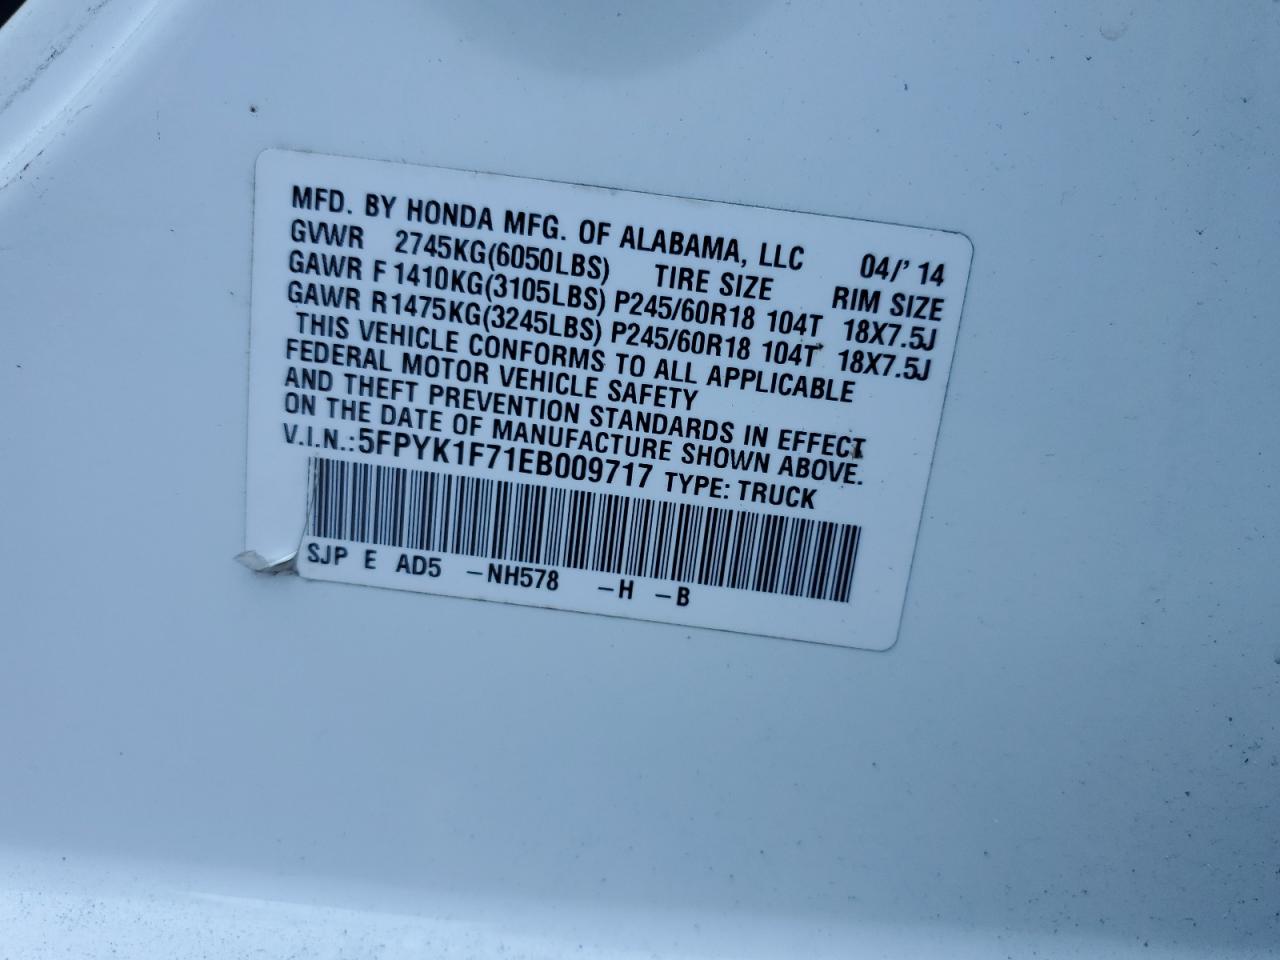 MFD. BY HONDA MFG. OF ALABAMA, LLC 04/'14
GVWR 2745KG(6050LBS) TIRE SIZE RIM SIZE
GAWR F 1410KG(3105LBS) P245/60R18 104T 18X7.5J
GAWR R 1475KG(3245LBS) P245/60R18 104T 18X7.5J
THIS VEHICLE CONFORMS TO ALL APPLICABLE
FEDERAL MOTOR VEHICLE SAFETY
AND THEFT PREVENTION STANDARDS IN EFFECT
ON THE DATE OF MANUFACTURE SHOWN ABOVE.
V.I.N.: 5FPYK1F71EB009717 TYPE: TRUCK
SJP E AD5 -NH578 -H -B